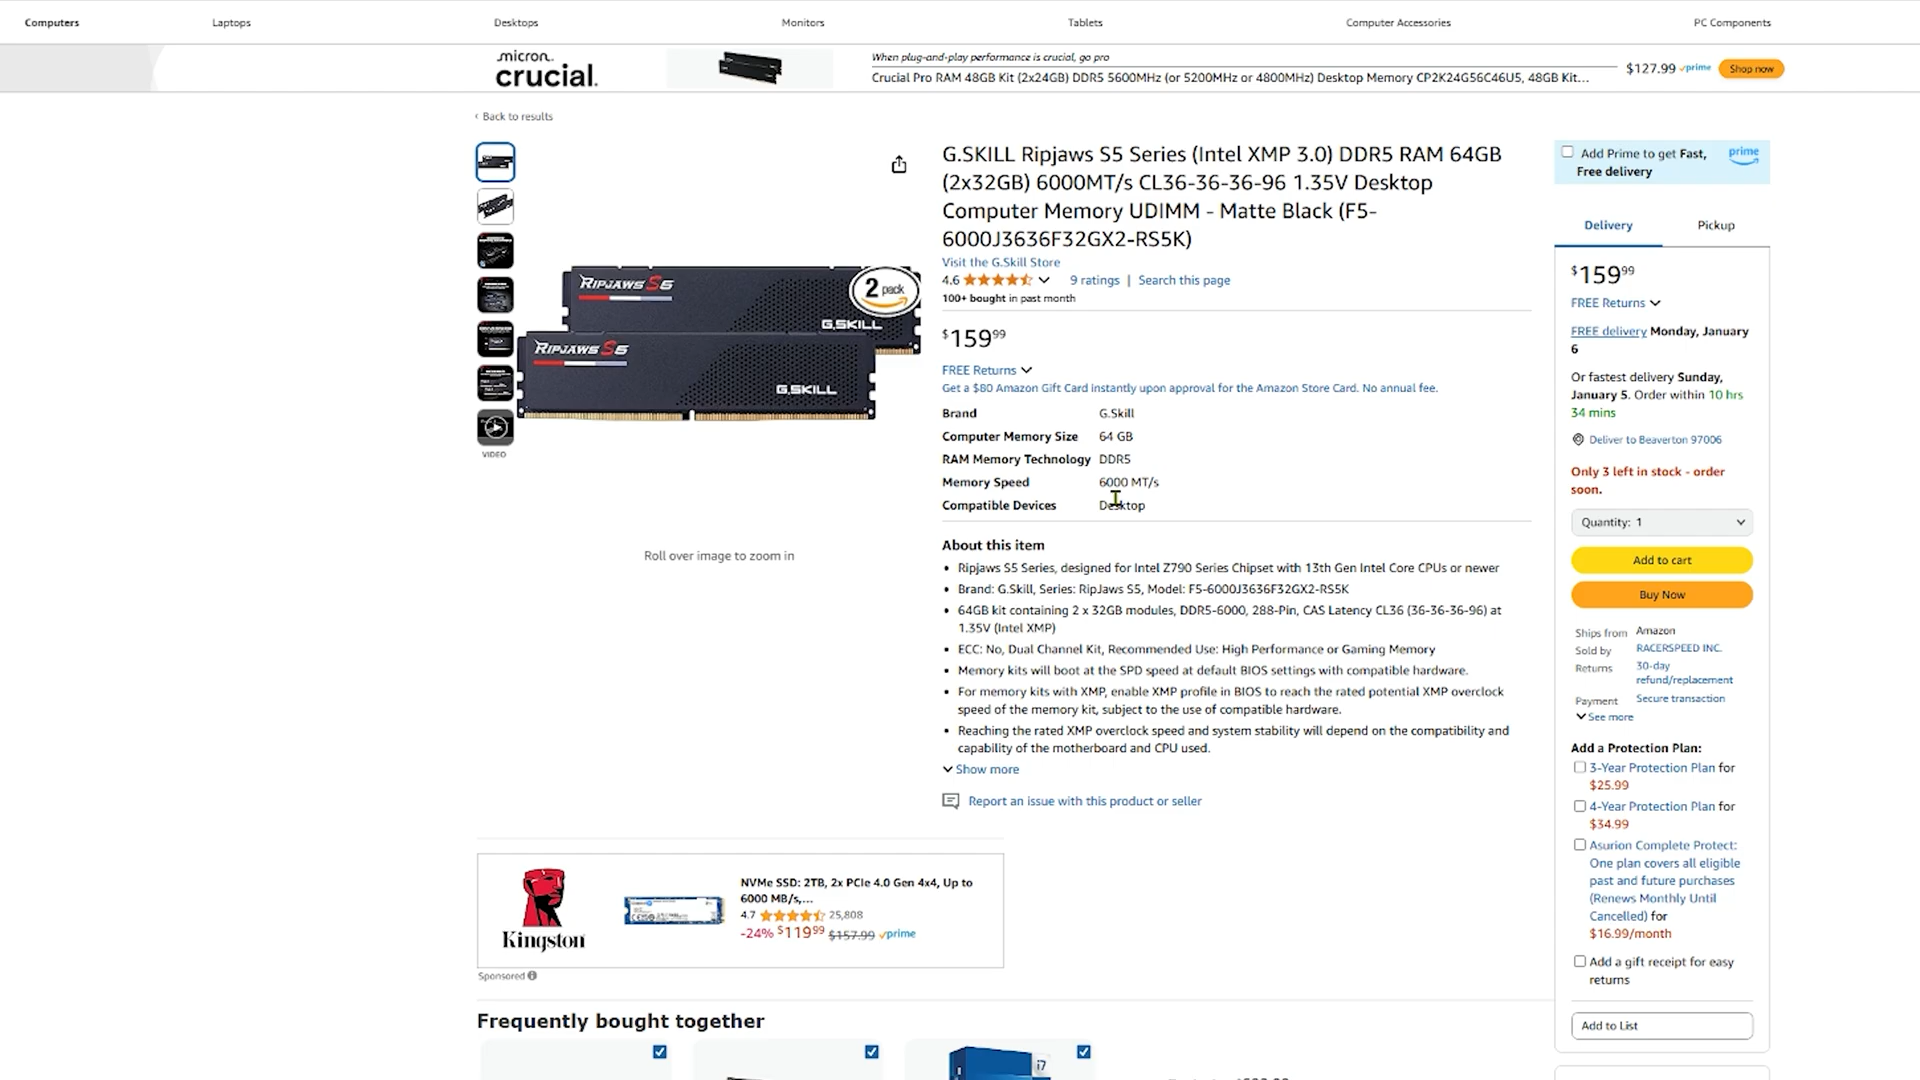 Computers
Laptops
Desktops
Monitors
Tablets
Computer Accessories
PC Components
micron.
crucial.
When plug-and-play performance is crucial, go pro
Crucial Pro RAM 48GB Kit (2x24GB) DDR5 5600MHz (or 5200MHz or 4800MHz) Desktop Memory CP2K24G56C46U5, 48GB Kit...
$127.99 prime
Shop now
‹ Back to results
RIPJAWS S5
G.SKILL
RIPJAWS S5
G.SKILL
2 pack
VIDEO
Roll over image to zoom in
G.SKILL Ripjaws S5 Series (Intel XMP 3.0) DDR5 RAM 64GB
(2x32GB) 6000MT/s CL36-36-36-96 1.35V Desktop
Computer Memory UDIMM - Matte Black (F5-
6000J3636F32GX2-RS5K)
Visit the G.Skill Store
4.6
9 ratings | Search this page
100+ bought in past month
$159.99
FREE Returns
Get a $80 Amazon Gift Card instantly upon approval for the Amazon Store Card. No annual fee.
Brand G.Skill
Computer Memory Size 64 GB
RAM Memory Technology DDR5
Memory Speed 6000 MT/s
Compatible Devices Desktop
About this item
• Ripjaws S5 Series, designed for Intel Z790 Series Chipset with 13th Gen Intel Core CPUs or newer
• Brand: G.Skill, Series: RipJaws S5, Model: F5-6000J3636F32GX2-RS5K
• 64GB kit containing 2 x 32GB modules, DDR5-6000, 288-Pin, CAS Latency CL36 (36-36-36-96) at
1.35V (Intel XMP)
• ECC: No, Dual Channel Kit, Recommended Use: High Performance or Gaming Memory
• Memory kits will boot at the SPD speed at default BIOS settings with compatible hardware.
• For memory kits with XMP, enable XMP profile in BIOS to reach the rated potential XMP overclock
speed of the memory kit, subject to the use of compatible hardware.
• Reaching the rated XMP overclock speed and system stability will depend on the compatibility and
capability of the motherboard and CPU used.
Show more
Report an issue with this product or seller
Add Prime to get Fast,
Free delivery
prime
Delivery
Pickup
$159.99
FREE Returns
FREE delivery Monday, January
6
Or fastest delivery Sunday,
January 5. Order within 10 hrs
34 mins
Deliver to Beaverton 97006
Only 3 left in stock - order
soon.
Quantity: 1
Add to cart
Buy Now
Ships from Amazon
Sold by RACERSPEED INC.
Returns 30-day
refund/replacement
Payment Secure transaction
See more
Add a Protection Plan:
3-Year Protection Plan for
$25.99
4-Year Protection Plan for
$34.99
Asurion Complete Protect:
One plan covers all eligible
past and future purchases
(Renews Monthly Until
Cancelled) for
$16.99/month
Add a gift receipt for easy
returns
Add to List
Kingston
NVMe SSD: 2TB, 2x PCIe 4.0 Gen 4x4, Up to
6000 MB/s,...
4.7 25,808
-24% $119.99 $157.99 prime
Sponsored
Frequently bought together
i7